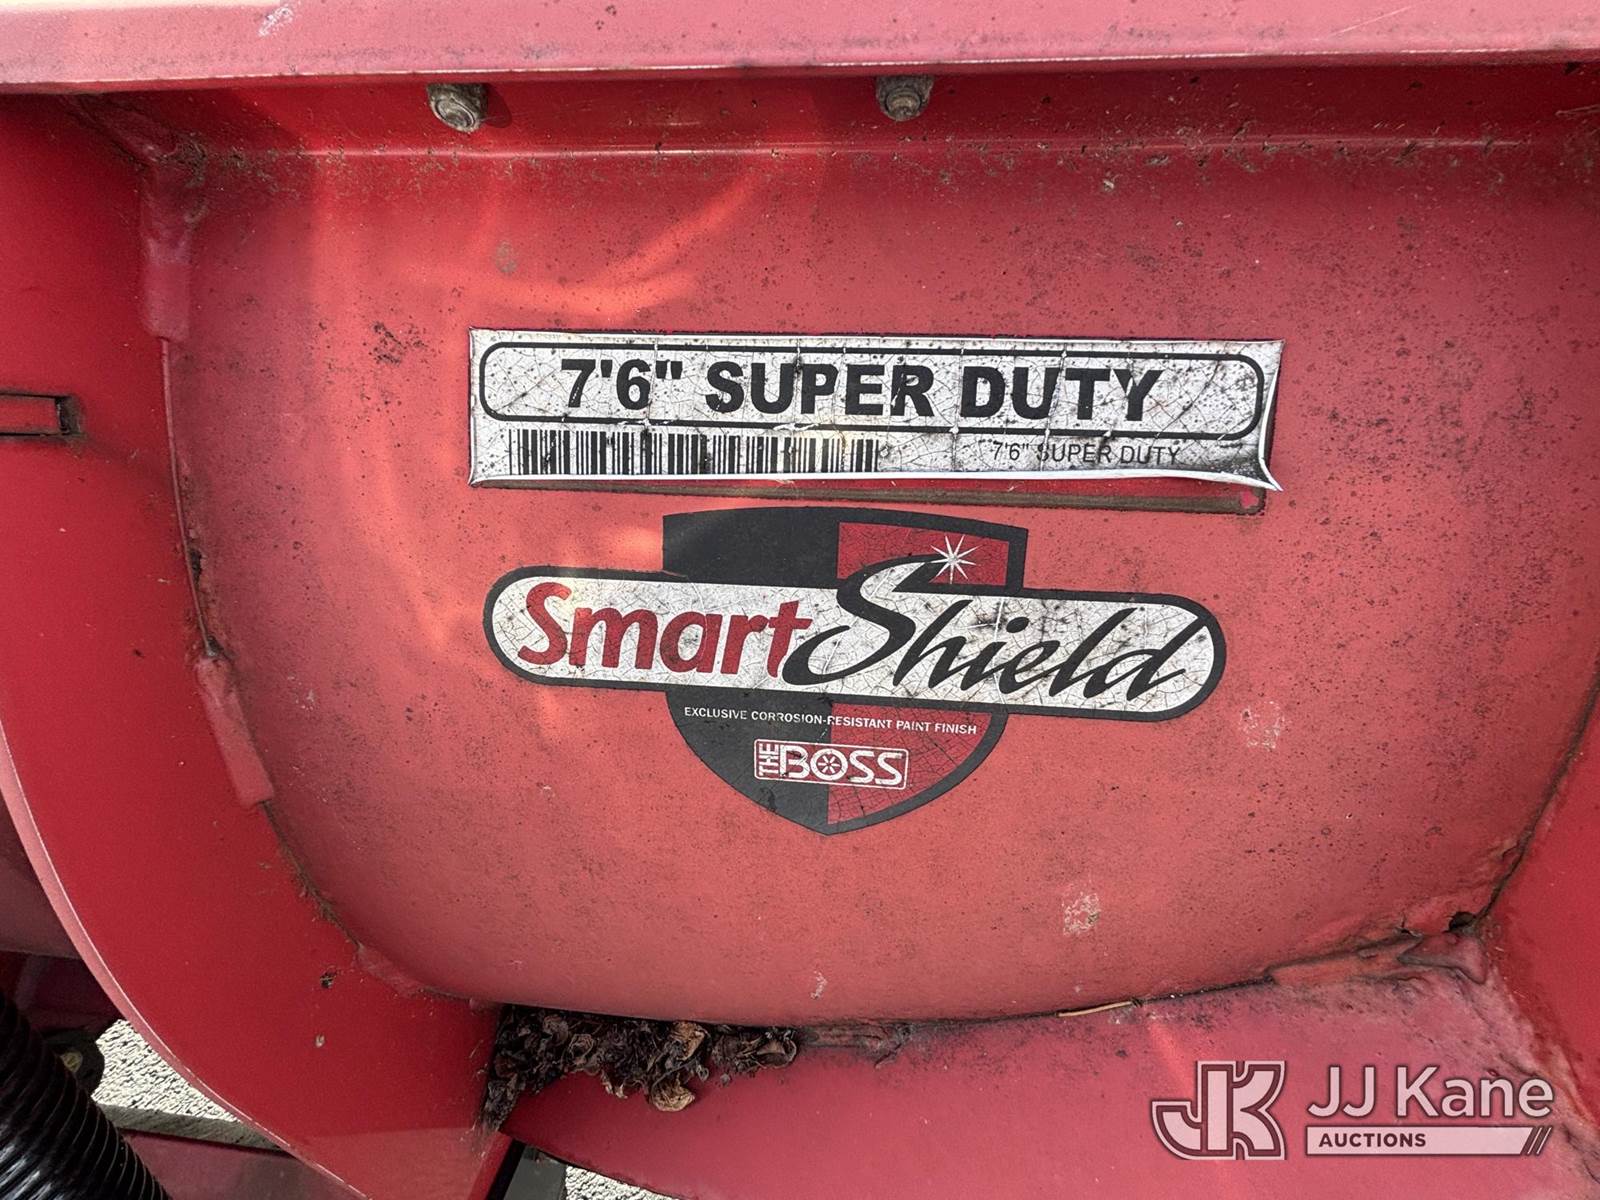 7'6" SUPER DUTY
7'6" SUPER DUTY
SmartShield
EXCLUSIVE CORROSION-RESISTANT PAINT FINISH
THE BOSS
JK JJ Kane
AUCTIONS